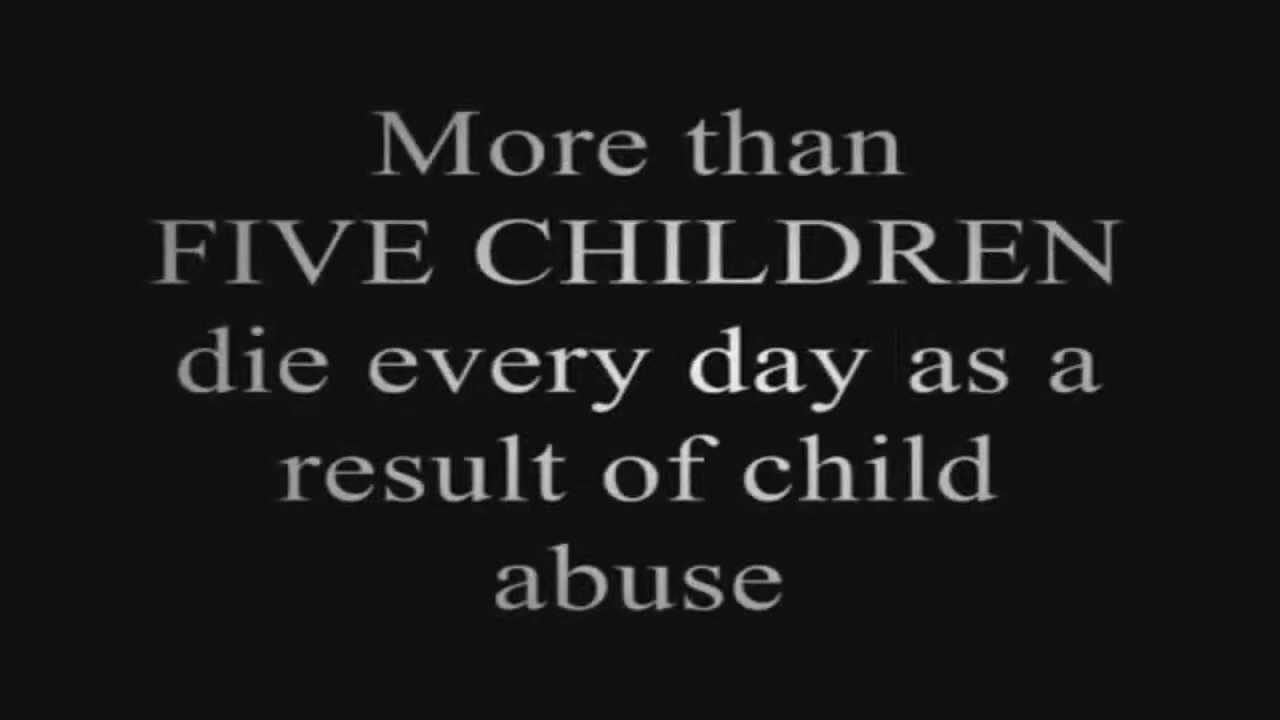 More than
FIVE CHILDREN
die every day as a
result of child
abuse